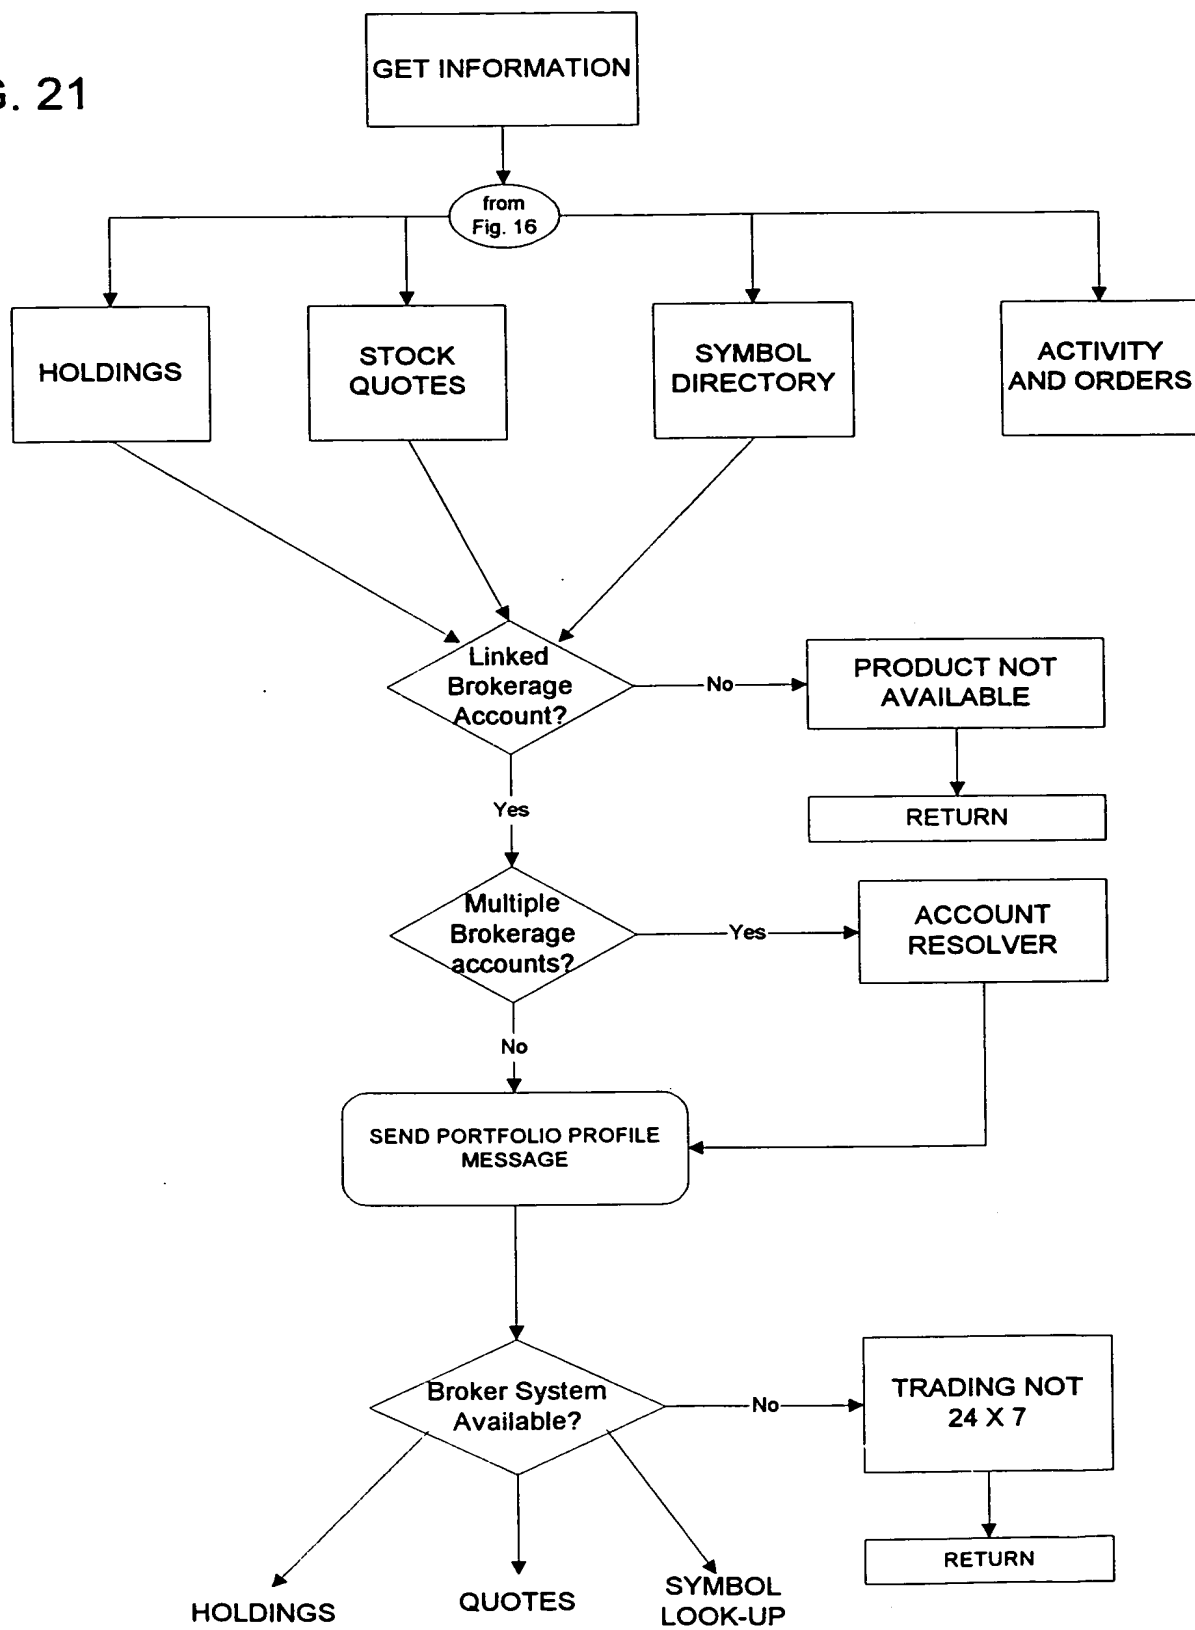 G. 21
GET INFORMATION
from
Fig. 16
HOLDINGS
STOCK
QUOTES
SYMBOL
DIRECTORY
ACTIVITY
AND ORDERS
Linked
Brokerage
Account?
No
PRODUCT NOT
AVAILABLE
RETURN
Yes
Multiple
Brokerage
accounts?
Yes
ACCOUNT
RESOLVER
No
SEND PORTFOLIO PROFILE
MESSAGE
Broker System
Available?
No
TRADING NOT
24 X 7
RETURN
HOLDINGS
QUOTES
SYMBOL
LOOK-UP